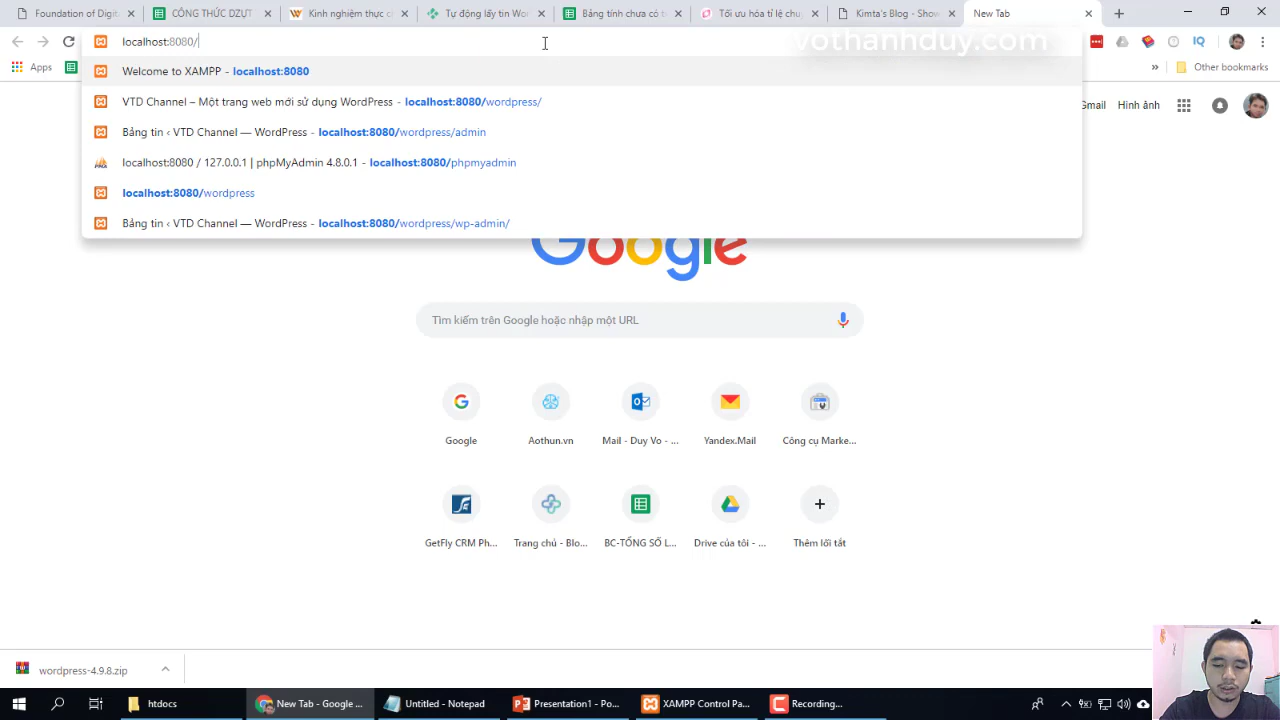 Foundation of Digit
CÔNG THỨC DZỰT
Kinh nghiệm thực c
Tự động lấy tin Wor
Bảng tính chưa có t
Tối ưu hóa tỉ lệ chu
Tomta's Blog - Show
New Tab
localhost:8080/
vothanhduy.com
IQ
Apps
Other bookmarks
Welcome to XAMPP - localhost:8080
VTD Channel – Một trang web mới sử dụng WordPress - localhost:8080/wordpress/
Bảng tin ‹ VTD Channel — WordPress - localhost:8080/wordpress/admin
localhost:8080 / 127.0.0.1 | phpMyAdmin 4.8.0.1 - localhost:8080/phpmyadmin
localhost:8080/wordpress
Bảng tin ‹ VTD Channel — WordPress - localhost:8080/wordpress/wp-admin/
Gmail
Hình ảnh
Google
Tìm kiếm trên Google hoặc nhập một URL
Google
Aothun.vn
Mail - Duy Vo - ...
Yandex.Mail
Công cụ Marke...
GetFly CRM Ph...
Trang chủ - Blo...
BC-TỔNG SỐ L...
Drive của tôi - ...
Thêm lối tắt
wordpress-4.9.8.zip
htdocs
New Tab - Google ...
Untitled - Notepad
Presentation1 - Po...
XAMPP Control Pa...
Recording...